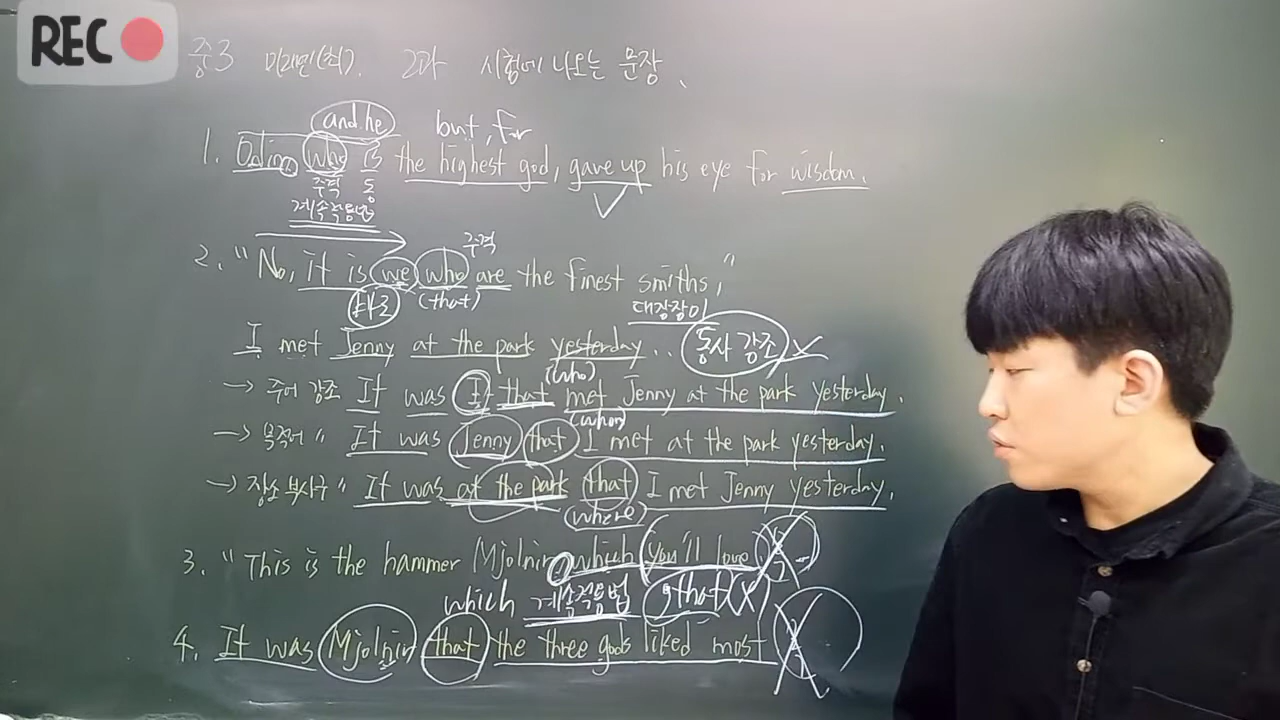 REC
중3 미래엔(최). 2과 시험에 나오는 문장.
and he but, for
1. Odin, who is the highest god, gave up his eye for wisdom.
주격 동
계속적용법
주격
2. "No, it is we who are the finest smiths,"
바로 (that) 대장장이
I met Jenny at the park yesterday. 동사 강조 X
(who)
→ 주어 강조 It was I that met Jenny at the park yesterday.
(whom)
→ 목적어 " It was Jenny that I met at the park yesterday.
→ 장소 부사구 " It was at the park that I met Jenny yesterday.
(where)
3. "This is the hammer Mjolnir, which you'll love
which 계속적용법 , that (X)
4. It was Mjolnir that the three gods liked most